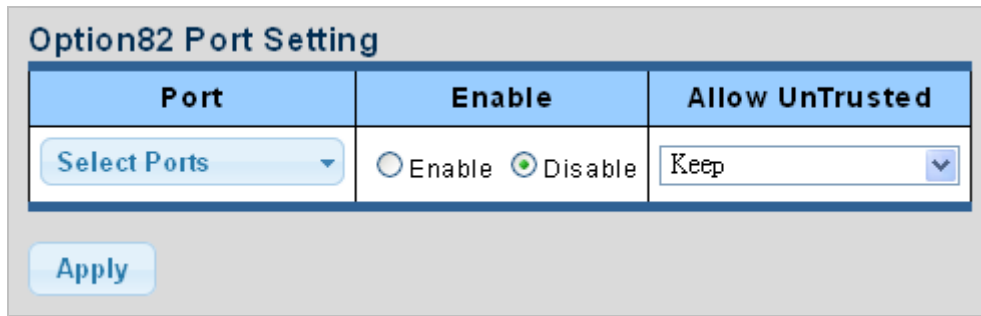 Option82 Port Setting
Port Enable Allow UnTrusted
Select Ports Enable Disable Keep
Apply